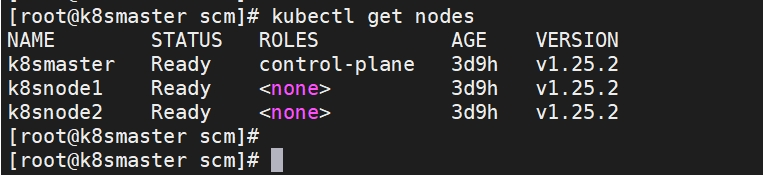 [root@k8smaster scm]# kubectl get nodes
NAME STATUS ROLES AGE VERSION
k8smaster Ready control-plane 3d9h v1.25.2
k8snode1 Ready <none> 3d9h v1.25.2
k8snode2 Ready <none> 3d9h v1.25.2
[root@k8smaster scm]#
[root@k8smaster scm]#